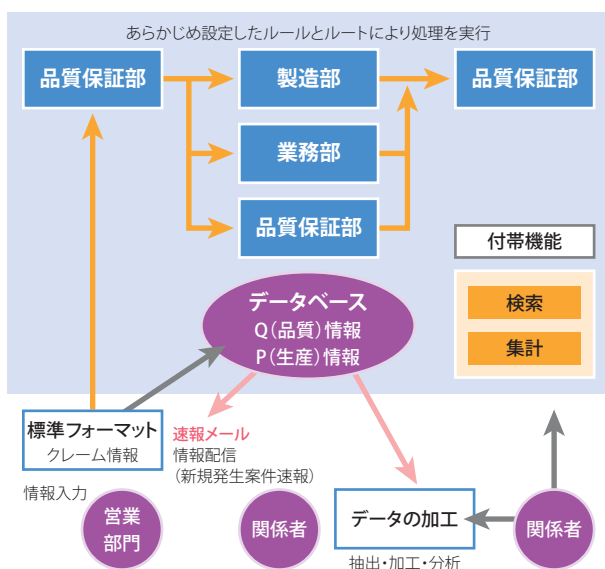 あらかじめ設定したルールとルートにより処理を実行
品質保証部
製造部
品質保証部
業務部
品質保証部
付帯機能
検索
集計
データベース
Q(品質)情報
P(生産)情報
標準フォーマット
クレーム情報
速報メール
情報配信
(新規発生案件速報)
情報入力
営業
部門
関係者
データの加工
関係者
抽出・加工・分析